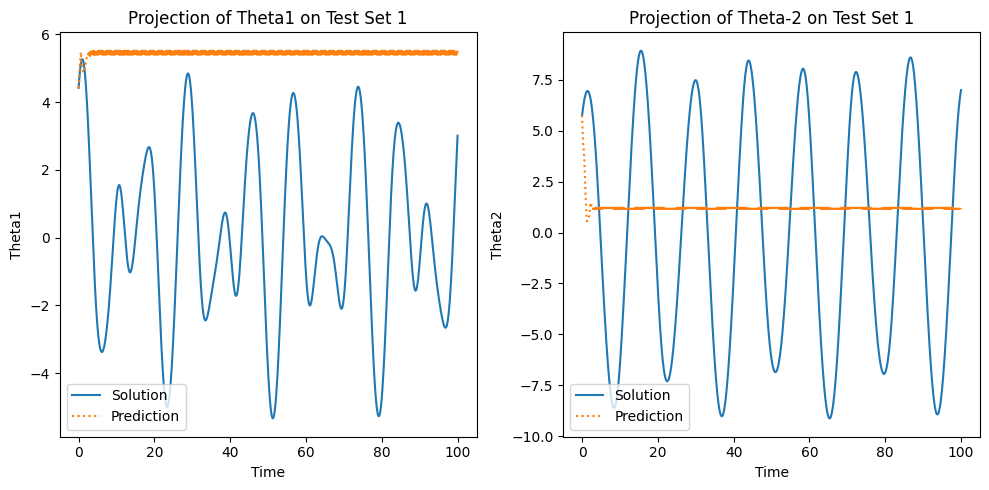 Projection of Theta1 on Test Set 1
6
4
2
0
−2
−4
Theta1
0
20
40
60
80
100
Time
Solution
Prediction
Projection of Theta-2 on Test Set 1
7.5
5.0
2.5
0.0
−2.5
−5.0
−7.5
−10.0
Theta2
0
20
40
60
80
100
Time
Solution
Prediction